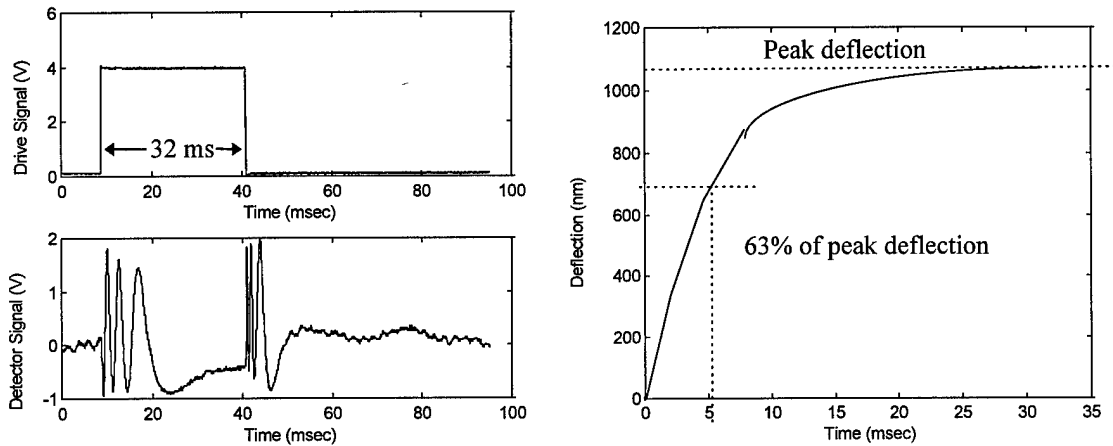 6
4
2
0
Drive Signal (V)
32 ms
0 20 40 60 80 100
Time (msec)
2
1
0
-1
Detector Signal (V)
0 20 40 60 80 100
Time (msec)
1200
1000
800
600
400
200
0
Deflection (nm)
Peak deflection
63% of peak deflection
0 5 10 15 20 25 30 35
Time (msec)